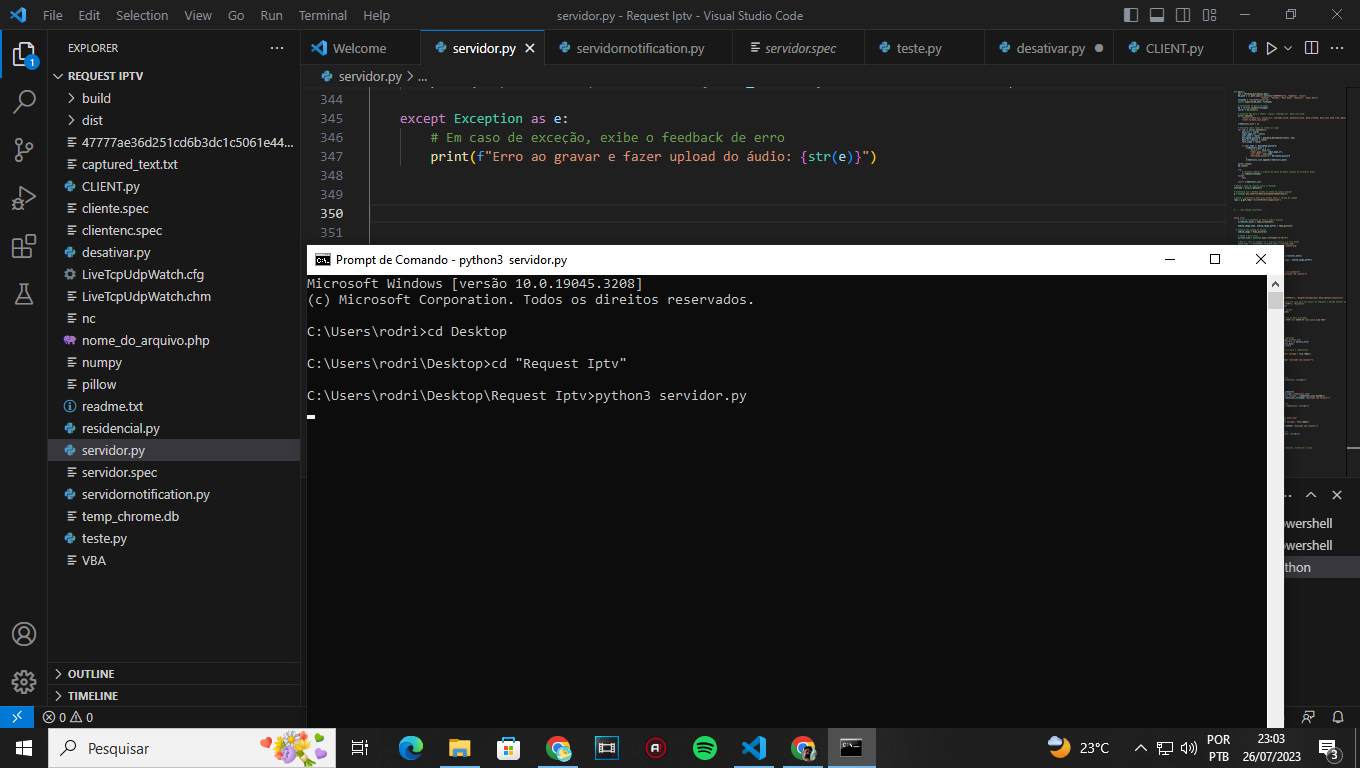 File Edit Selection View Go Run Terminal Help
servidor.py - Request Iptv - Visual Studio Code
EXPLORER
Welcome
servidor.py
servidornotification.py
servidor.spec
teste.py
desativar.py
CLIENT.py
servidor.py > ...
REQUEST IPTV
build
dist
47777ae36d251cd6b3dc1c5061e44...
captured_text.txt
CLIENT.py
cliente.spec
clientenc.spec
desativar.py
LiveTcpUdpWatch.cfg
LiveTcpUdpWatch.chm
nc
nome_do_arquivo.php
numpy
pillow
readme.txt
residencial.py
servidor.py
servidor.spec
servidornotification.py
temp_chrome.db
teste.py
VBA
OUTLINE
TIMELINE
344
345 except Exception as e:
346 # Em caso de exceção, exibe o feedback de erro
347 print(f"Erro ao gravar e fazer upload do áudio: {str(e)}")
348
349
350
351
Prompt de Comando - python3 servidor.py
Microsoft Windows [versão 10.0.19045.3208]
(c) Microsoft Corporation. Todos os direitos reservados.
C:\Users\rodri>cd Desktop
C:\Users\rodri\Desktop>cd "Request Iptv"
C:\Users\rodri\Desktop\Request Iptv>python3 servidor.py
owershell
owershell
thon
1
0 0
Pesquisar
23°C
POR
PTB
23:03
26/07/2023
3